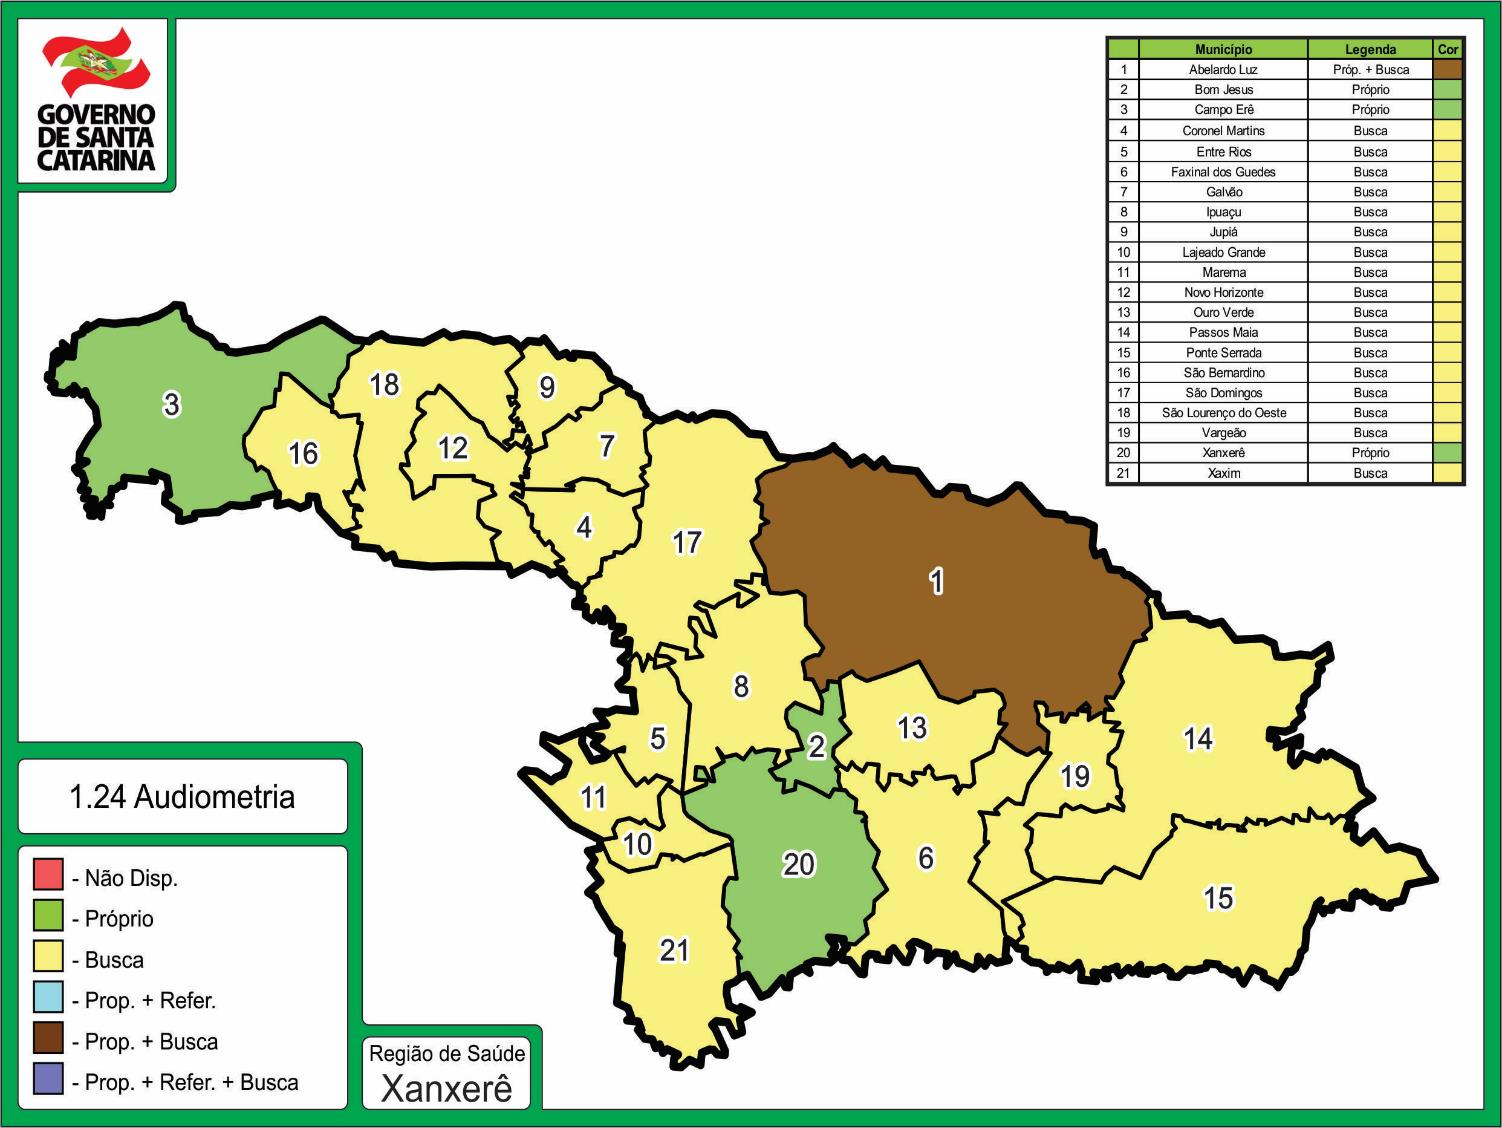 GOVERNO
DE SANTA
CATARINA
Município Legenda Cor
1 Abelardo Luz Próp. + Busca
2 Bom Jesus Próprio
3 Campo Erê Próprio
4 Coronel Martins Busca
5 Entre Rios Busca
6 Faxinal dos Guedes Busca
7 Galvão Busca
8 Ipuaçu Busca
9 Jupiá Busca
10 Lajeado Grande Busca
11 Marema Busca
12 Novo Horizonte Busca
13 Ouro Verde Busca
14 Passos Maia Busca
15 Ponte Serrada Busca
16 São Bernardino Busca
17 São Domingos Busca
18 São Lourenço do Oeste Busca
19 Vargeão Busca
20 Xanxerê Próprio
21 Xaxim Busca
3
18
9
16
12
7
4
17
1
8
5
2
13
14
19
11
10
20
6
15
21
1.24 Audiometria
- Não Disp.
- Próprio
- Busca
- Prop. + Refer.
- Prop. + Busca
- Prop. + Refer. + Busca
Região de Saúde
Xanxerê